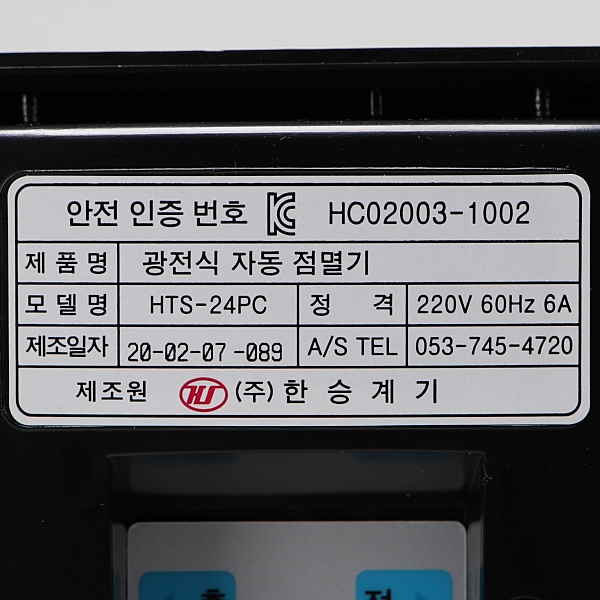 안전 인증 번호 KC HC02003-1002
제 품 명 광전식 자동 점멸기
모 델 명 HTS-24PC 정 격 220V 60Hz 6A
제조일자 20-02-07-089 A/S TEL 053-745-4720
제조원 HS (주) 한 승 계 기